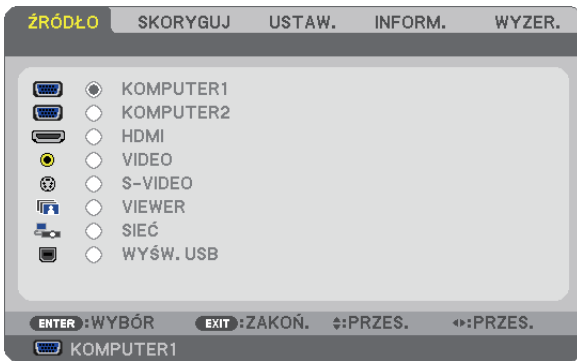 ŹRÓDŁO SKORYGUJ USTAW. INFORM. WYZER.
KOMPUTER1
KOMPUTER2
HDMI
VIDEO
S-VIDEO
VIEWER
SIEĆ
WYŚW. USB
ENTER :WYBÓR EXIT :ZAKOŃ. :PRZES. :PRZES.
KOMPUTER1